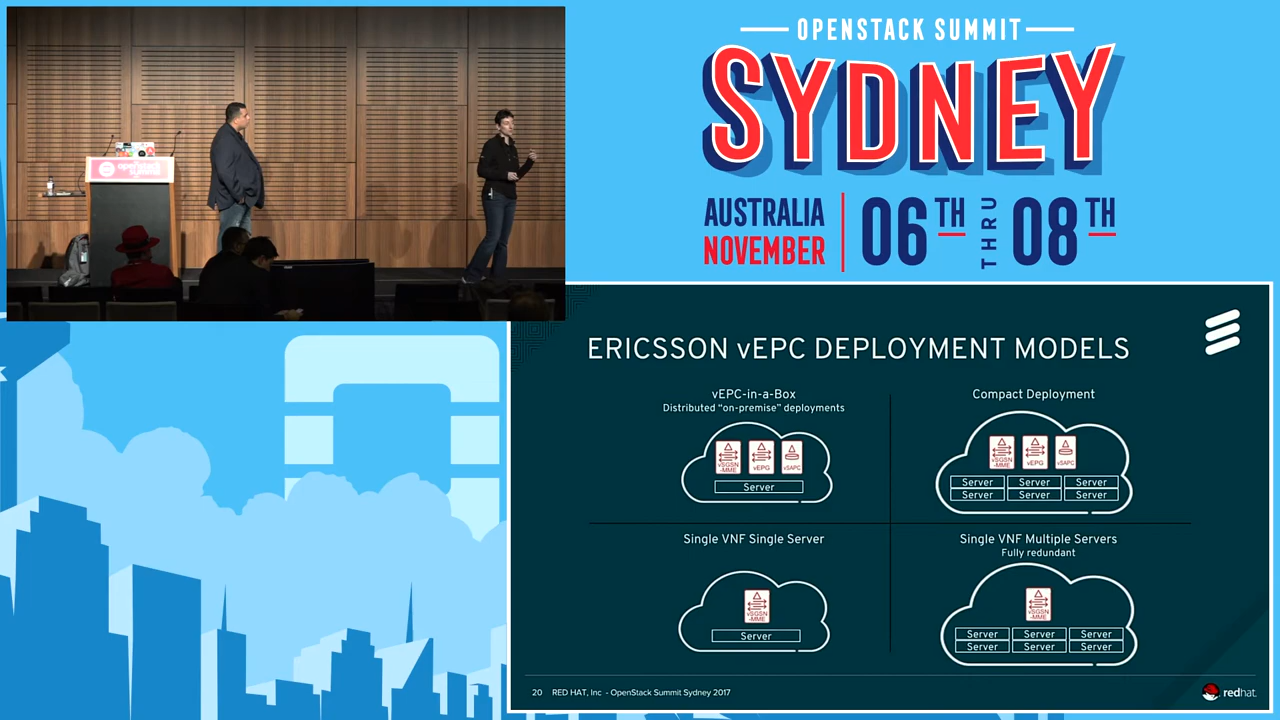 OPENSTACK SUMMIT
SYDNEY
AUSTRALIA
NOVEMBER
06TH THRU 08TH
ERICSSON vEPC DEPLOYMENT MODELS
vEPC-in-a-Box
Distributed "on-premise" deployments
vSGSN
-MME
vEPG
vSAPC
Server
Compact Deployment
vSGSN
-MME
vEPG
vSAPC
Server Server Server
Server Server Server
Single VNF Single Server
vSGSN
-MME
Server
Single VNF Multiple Servers
Fully redundant
vSGSN
-MME
Server Server Server
Server Server Server
20 RED HAT, Inc - OpenStack Summit Sydney 2017
redhat.